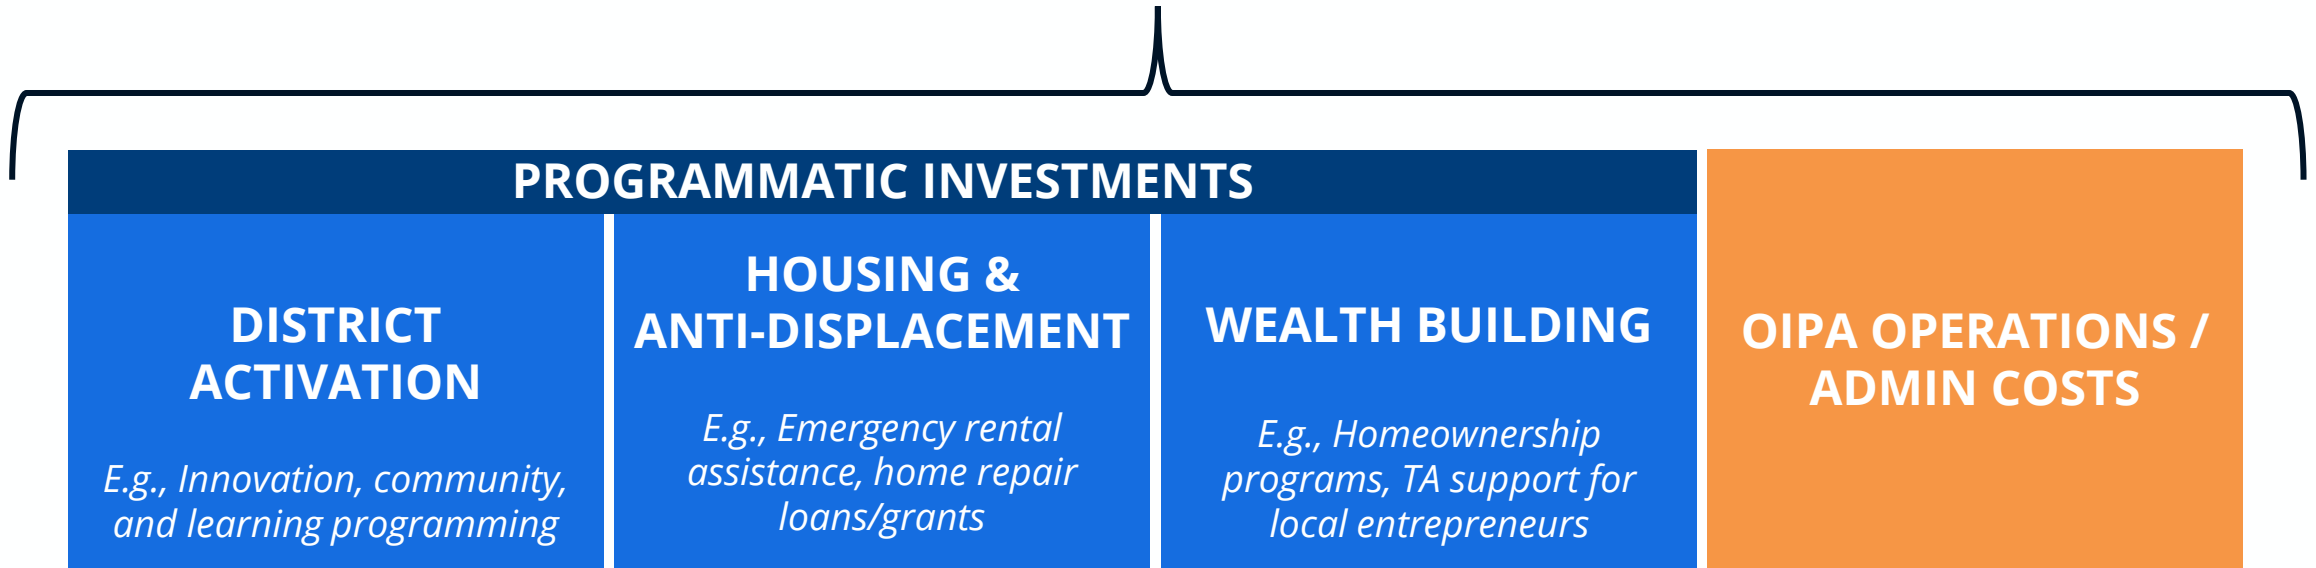 PROGRAMMATIC INVESTMENTS
DISTRICT
ACTIVATION
E.g., Innovation, community,
and learning programming
HOUSING &
ANTI-DISPLACEMENT
E.g., Emergency rental
assistance, home repair
loans/grants
WEALTH BUILDING
E.g., Homeownership
programs, TA support for
local entrepreneurs
OIPA OPERATIONS /
ADMIN COSTS